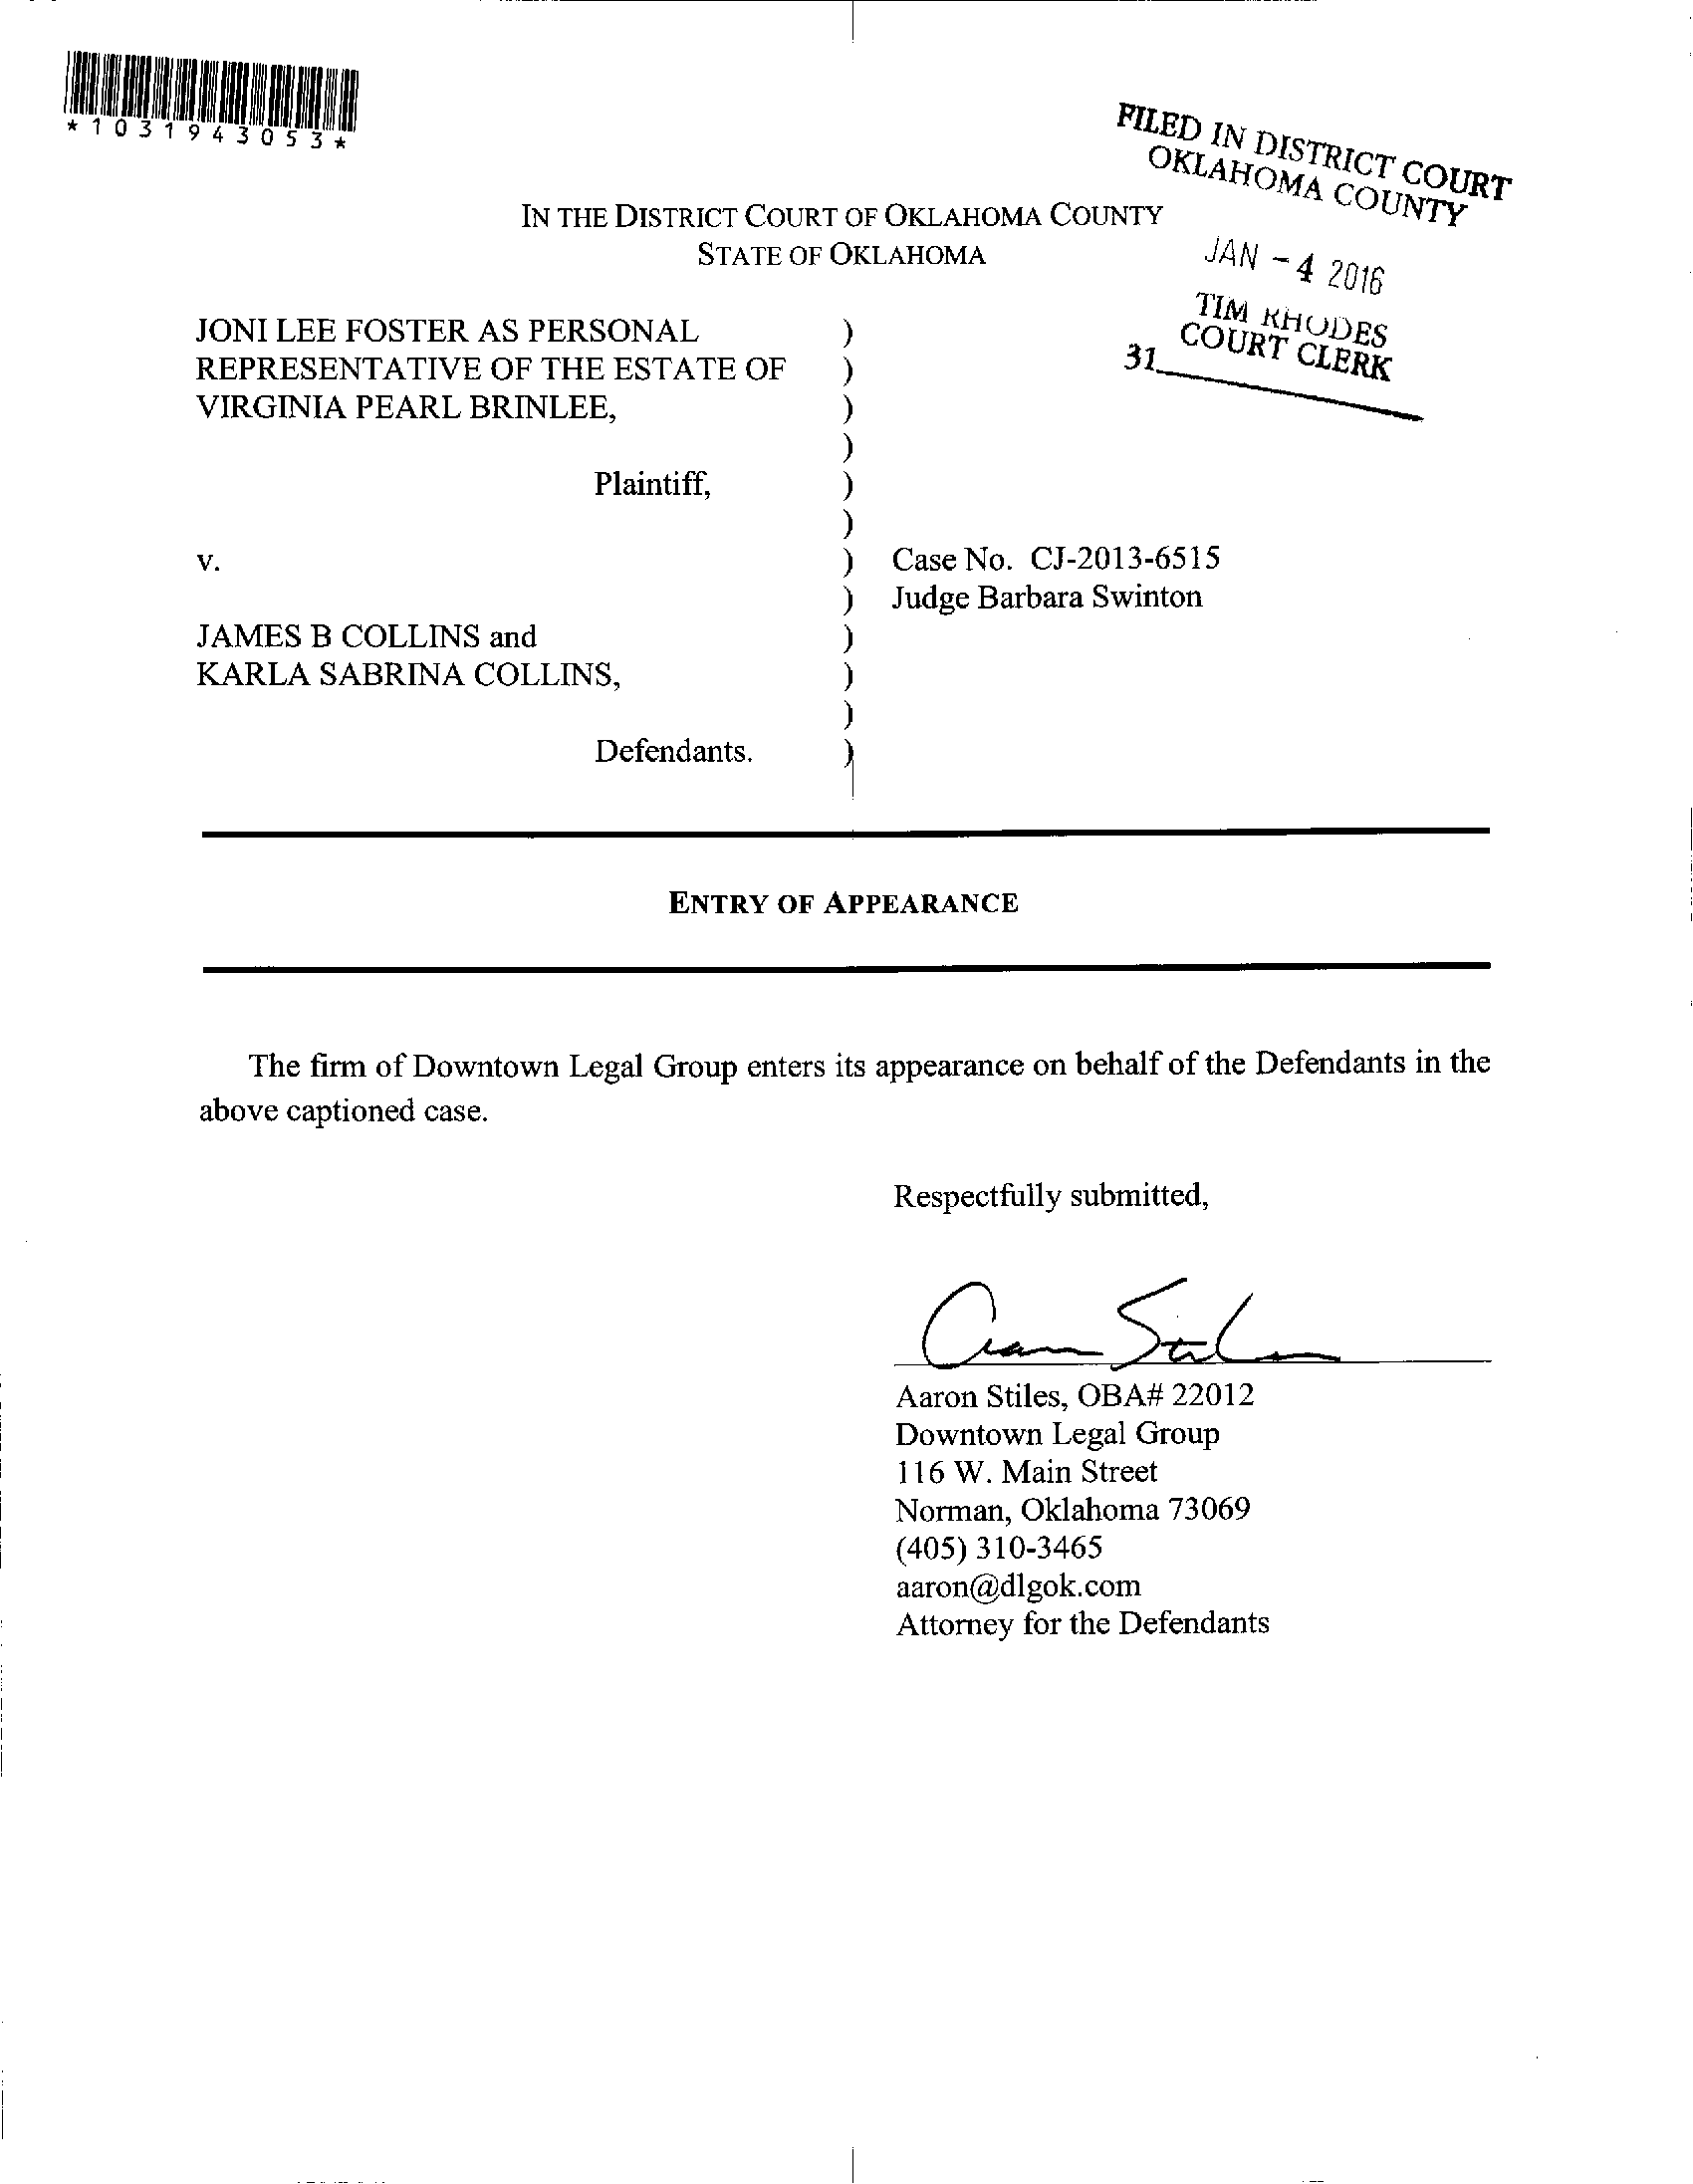 *1031943053*
FILED IN DISTRICT COURT
OKLAHOMA COUNTY
JAN -4 2016
TIM RHODES
COURT CLERK
31
IN THE DISTRICT COURT OF OKLAHOMA COUNTY
STATE OF OKLAHOMA
JONI LEE FOSTER AS PERSONAL )
REPRESENTATIVE OF THE ESTATE OF )
VIRGINIA PEARL BRINLEE, )
)
Plaintiff, )
)
v. ) Case No. CJ-2013-6515
) Judge Barbara Swinton
JAMES B COLLINS and )
KARLA SABRINA COLLINS, )
)
Defendants. )
ENTRY OF APPEARANCE
The firm of Downtown Legal Group enters its appearance on behalf of the Defendants in the
above captioned case.
Respectfully submitted,
Aaron Stiles
Aaron Stiles, OBA# 22012
Downtown Legal Group
116 W. Main Street
Norman, Oklahoma 73069
(405) 310-3465
aaron@dlgok.com
Attorney for the Defendants